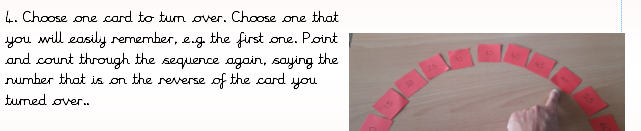 4. Choose one card to turn over. Choose one that
you will easily remember, e.g. the first one. Point
and count through the sequence again, saying the
number that is on the reverse of the card you
turned over..